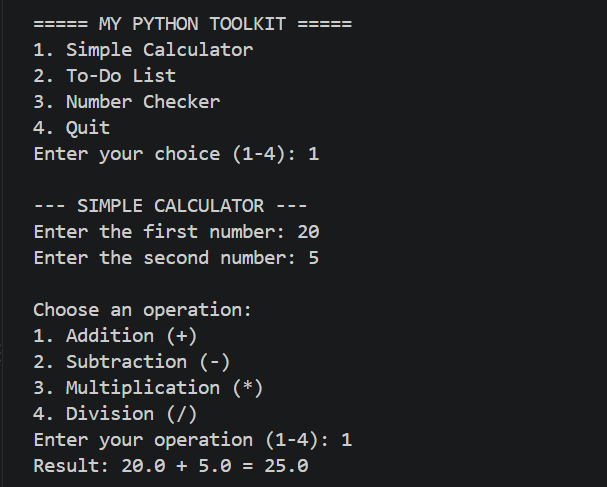 ===== MY PYTHON TOOLKIT =====
1. Simple Calculator
2. To-Do List
3. Number Checker
4. Quit
Enter your choice (1-4): 1

--- SIMPLE CALCULATOR ---
Enter the first number: 20
Enter the second number: 5

Choose an operation:
1. Addition (+)
2. Subtraction (-)
3. Multiplication (*)
4. Division (/)
Enter your operation (1-4): 1
Result: 20.0 + 5.0 = 25.0